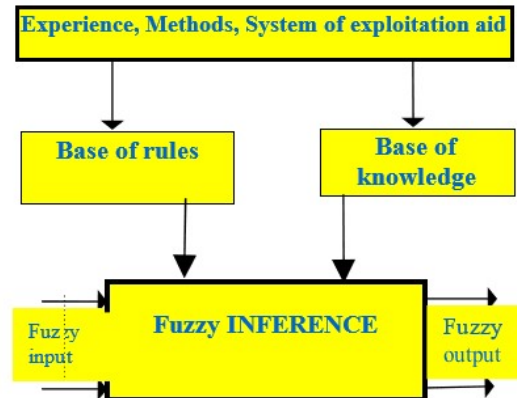 Experience, Methods, System of exploitation aid
Base of rules
Base of
knowledge
Fuzzy INFERENCE
Fuzzy
input
Fuzzy
output